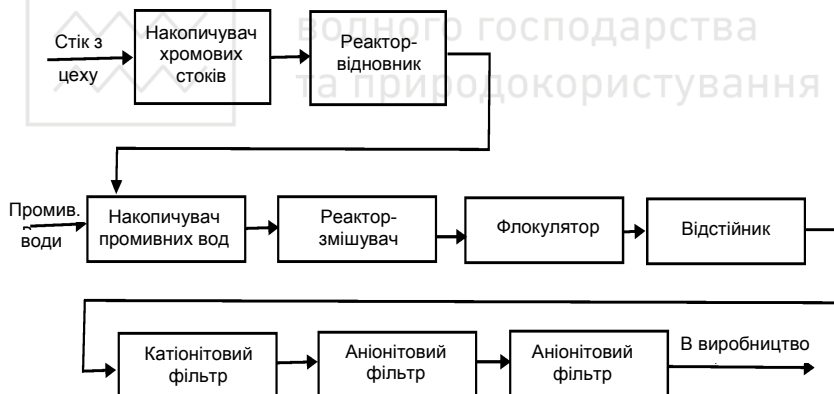 водного господарства
та природокористування
Стік з
цеху
Накопичувач
хромових
стоків
Реактор-
відновник
Промив.
води
Накопичувач
промивних вод
Реактор-
змішувач
Флокулятор
Відстійник
Катіонітовий
фільтр
Аніонітовий
фільтр
Аніонітовий
фільтр
В виробництво